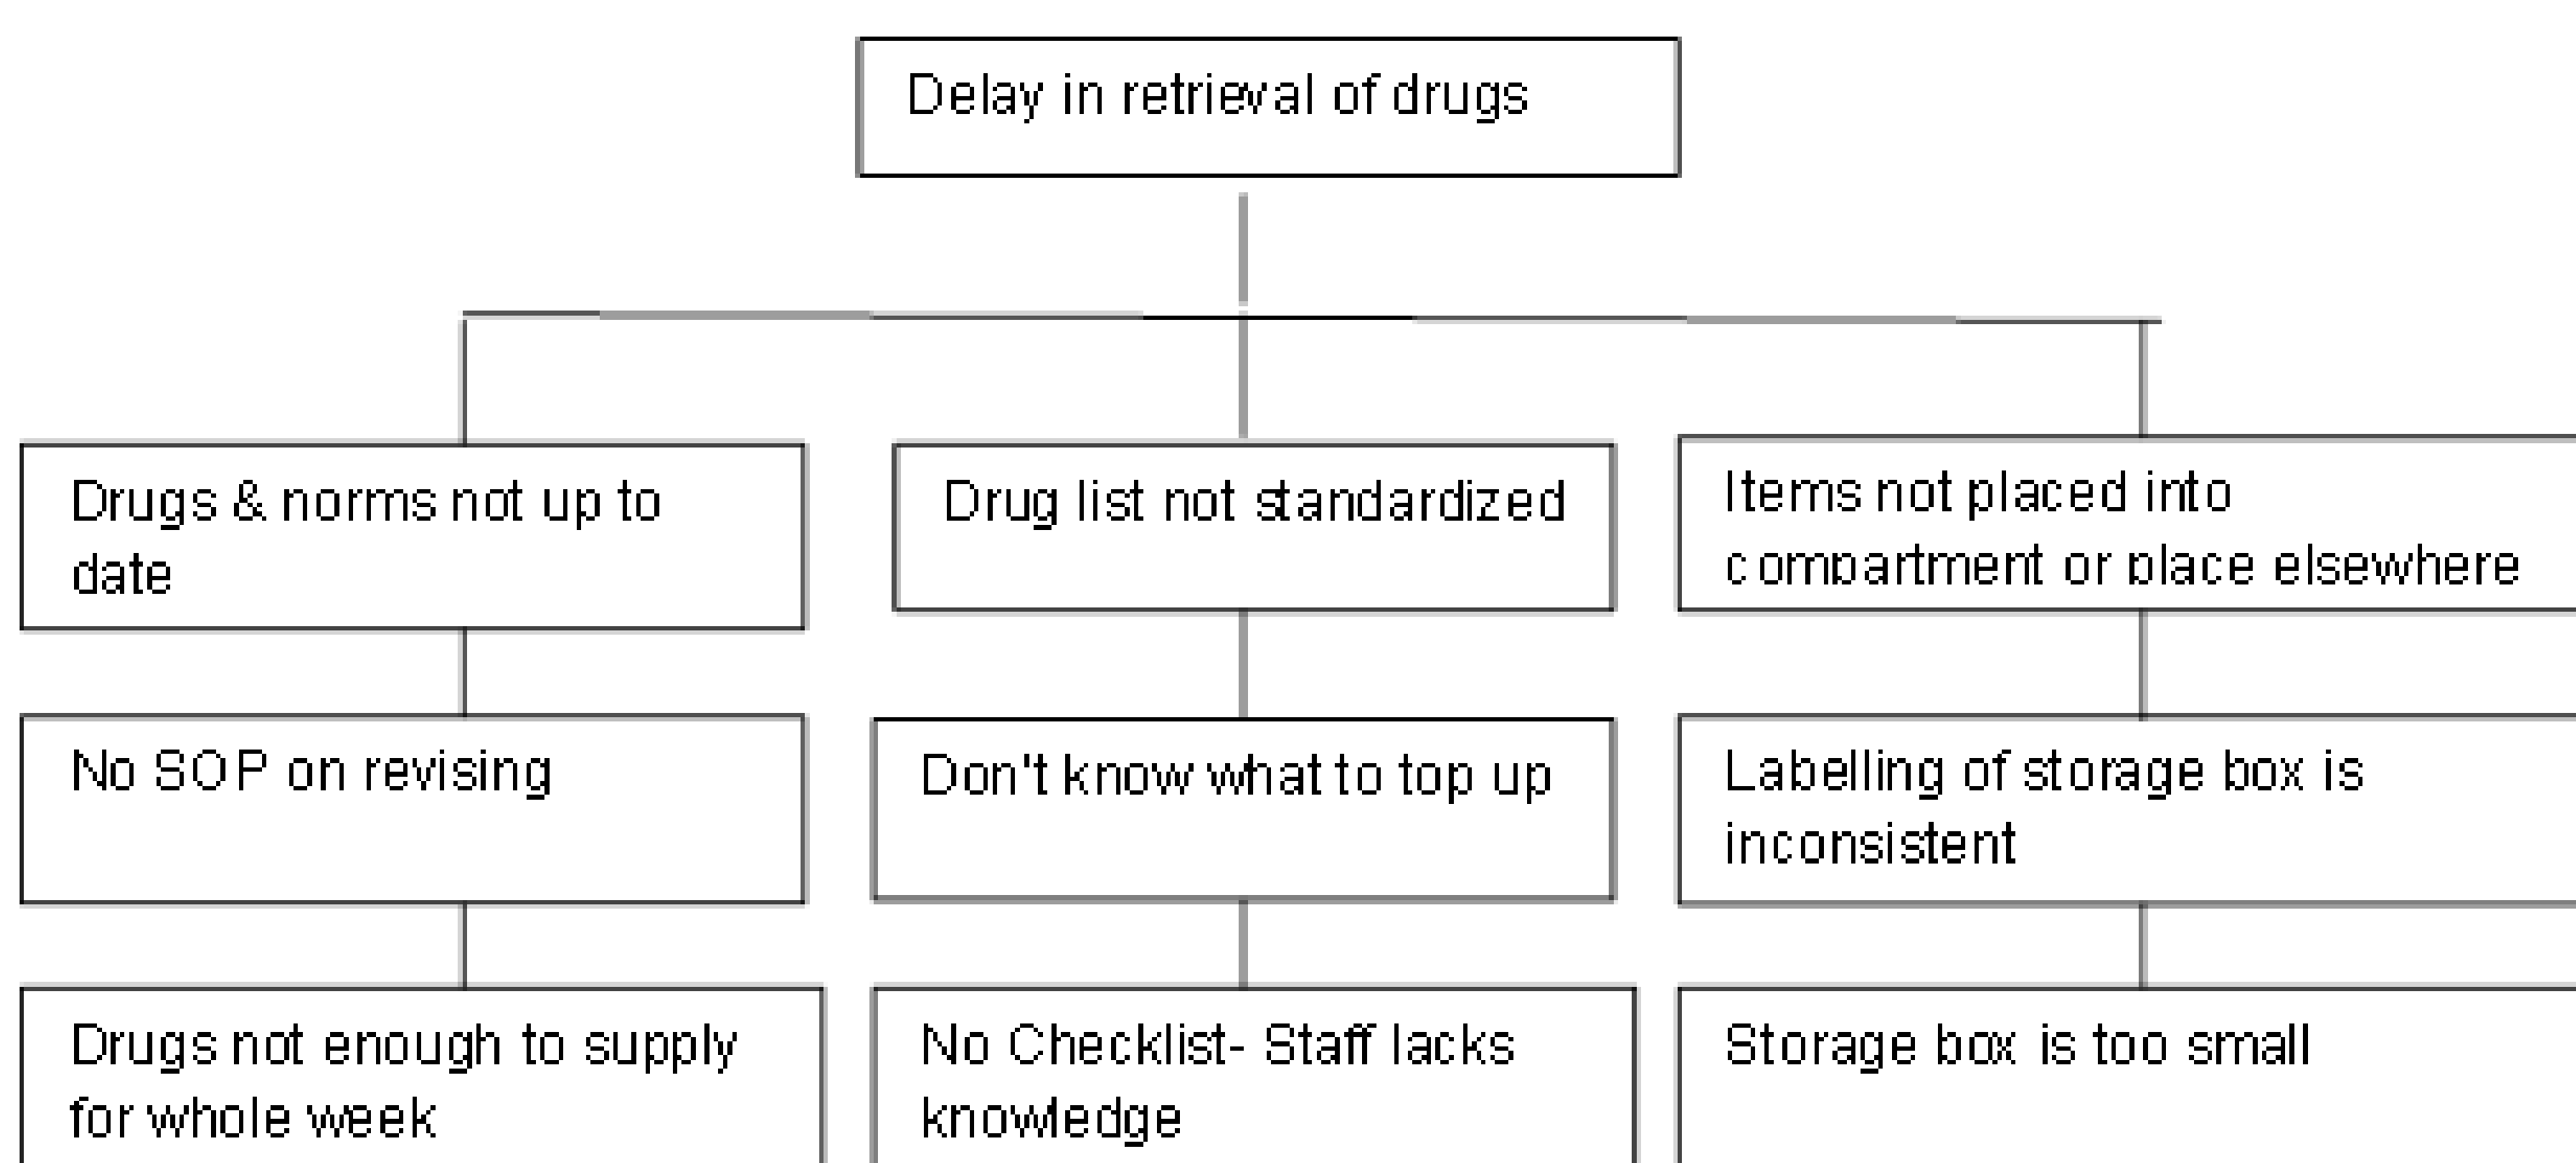 Delay in retrieval of drugs
Drugs & norms not up to
date
Drug list not standardized
Items not placed into
compartment or place elsewhere
No SOP on revising
Don't know what to top up
Labelling of storage box is
inconsistent
Drugs not enough to supply
for whole week
No Checklist- Staff lacks
knowledge
Storage box is too small